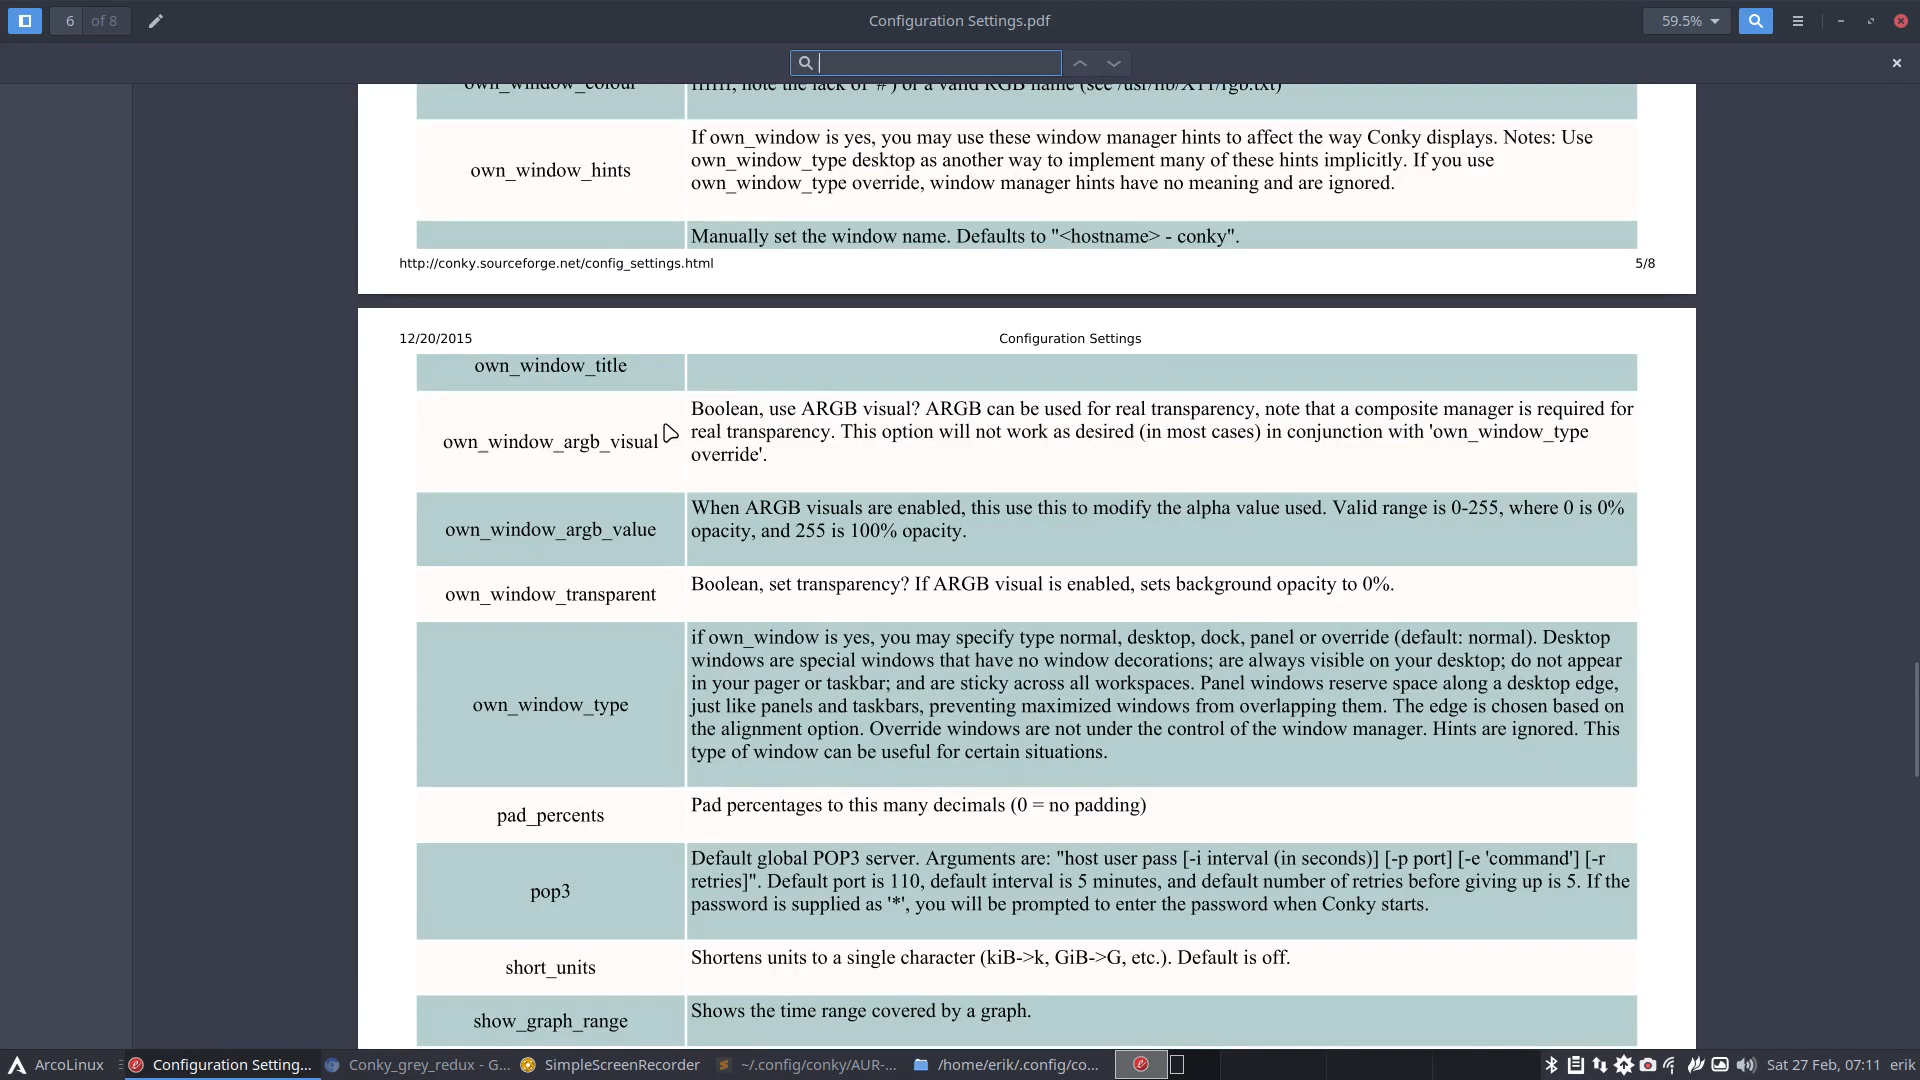 6 of 8
Configuration Settings.pdf
59.5%
own_window_colour
ffffff, note the lack of '#') or a valid RGB name (see /usr/lib/X11/rgb.txt)
own_window_hints
If own_window is yes, you may use these window manager hints to affect the way Conky displays. Notes: Use
own_window_type desktop as another way to implement many of these hints implicitly. If you use
own_window_type override, window manager hints have no meaning and are ignored.
Manually set the window name. Defaults to "<hostname> - conky".
http://conky.sourceforge.net/config_settings.html
5/8
12/20/2015
Configuration Settings
own_window_title
own_window_argb_visual
Boolean, use ARGB visual? ARGB can be used for real transparency, note that a composite manager is required for
real transparency. This option will not work as desired (in most cases) in conjunction with 'own_window_type
override'.
own_window_argb_value
When ARGB visuals are enabled, this use this to modify the alpha value used. Valid range is 0-255, where 0 is 0%
opacity, and 255 is 100% opacity.
own_window_transparent
Boolean, set transparency? If ARGB visual is enabled, sets background opacity to 0%.
own_window_type
if own_window is yes, you may specify type normal, desktop, dock, panel or override (default: normal). Desktop
windows are special windows that have no window decorations; are always visible on your desktop; do not appear
in your pager or taskbar; and are sticky across all workspaces. Panel windows reserve space along a desktop edge,
just like panels and taskbars, preventing maximized windows from overlapping them. The edge is chosen based on
the alignment option. Override windows are not under the control of the window manager. Hints are ignored. This
type of window can be useful for certain situations.
pad_percents
Pad percentages to this many decimals (0 = no padding)
pop3
Default global POP3 server. Arguments are: "host user pass [-i interval (in seconds)] [-p port] [-e 'command'] [-r
retries]". Default port is 110, default interval is 5 minutes, and default number of retries before giving up is 5. If the
password is supplied as '*', you will be prompted to enter the password when Conky starts.
short_units
Shortens units to a single character (kiB->k, GiB->G, etc.). Default is off.
show_graph_range
Shows the time range covered by a graph.
ArcoLinux
Configuration Setting...
Conky_grey_redux - G...
SimpleScreenRecorder
~/.config/conky/AUR-...
/home/erik/.config/co...
Sat 27 Feb, 07:11
erik